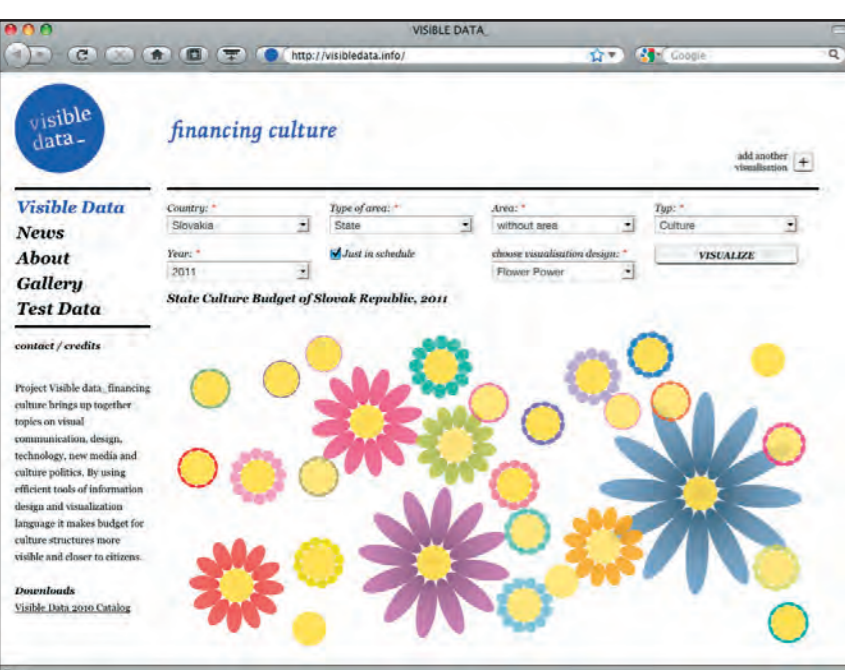 VISIBLE DATA_
http://visibledata.info/
Google
visible
data_
financing culture
add another
visualisation +
Visible Data
News
About
Gallery
Test Data
contact / credits
Project Visible data_financing
culture brings up together
topics on visual
communication, design,
technology, new media and
culture politics. By using
efficient tools of information
design and visualization
language it makes budget for
culture structures more
visible and closer to citizens.
Downloads
Visible Data 2010 Catalog
Country: * Type of area: * Area: * Typ: *
Slovakia State without area Culture
Year: * Just in schedule choose visualisation design: * VISUALIZE
2011 Flower Power
State Culture Budget of Slovak Republic, 2011